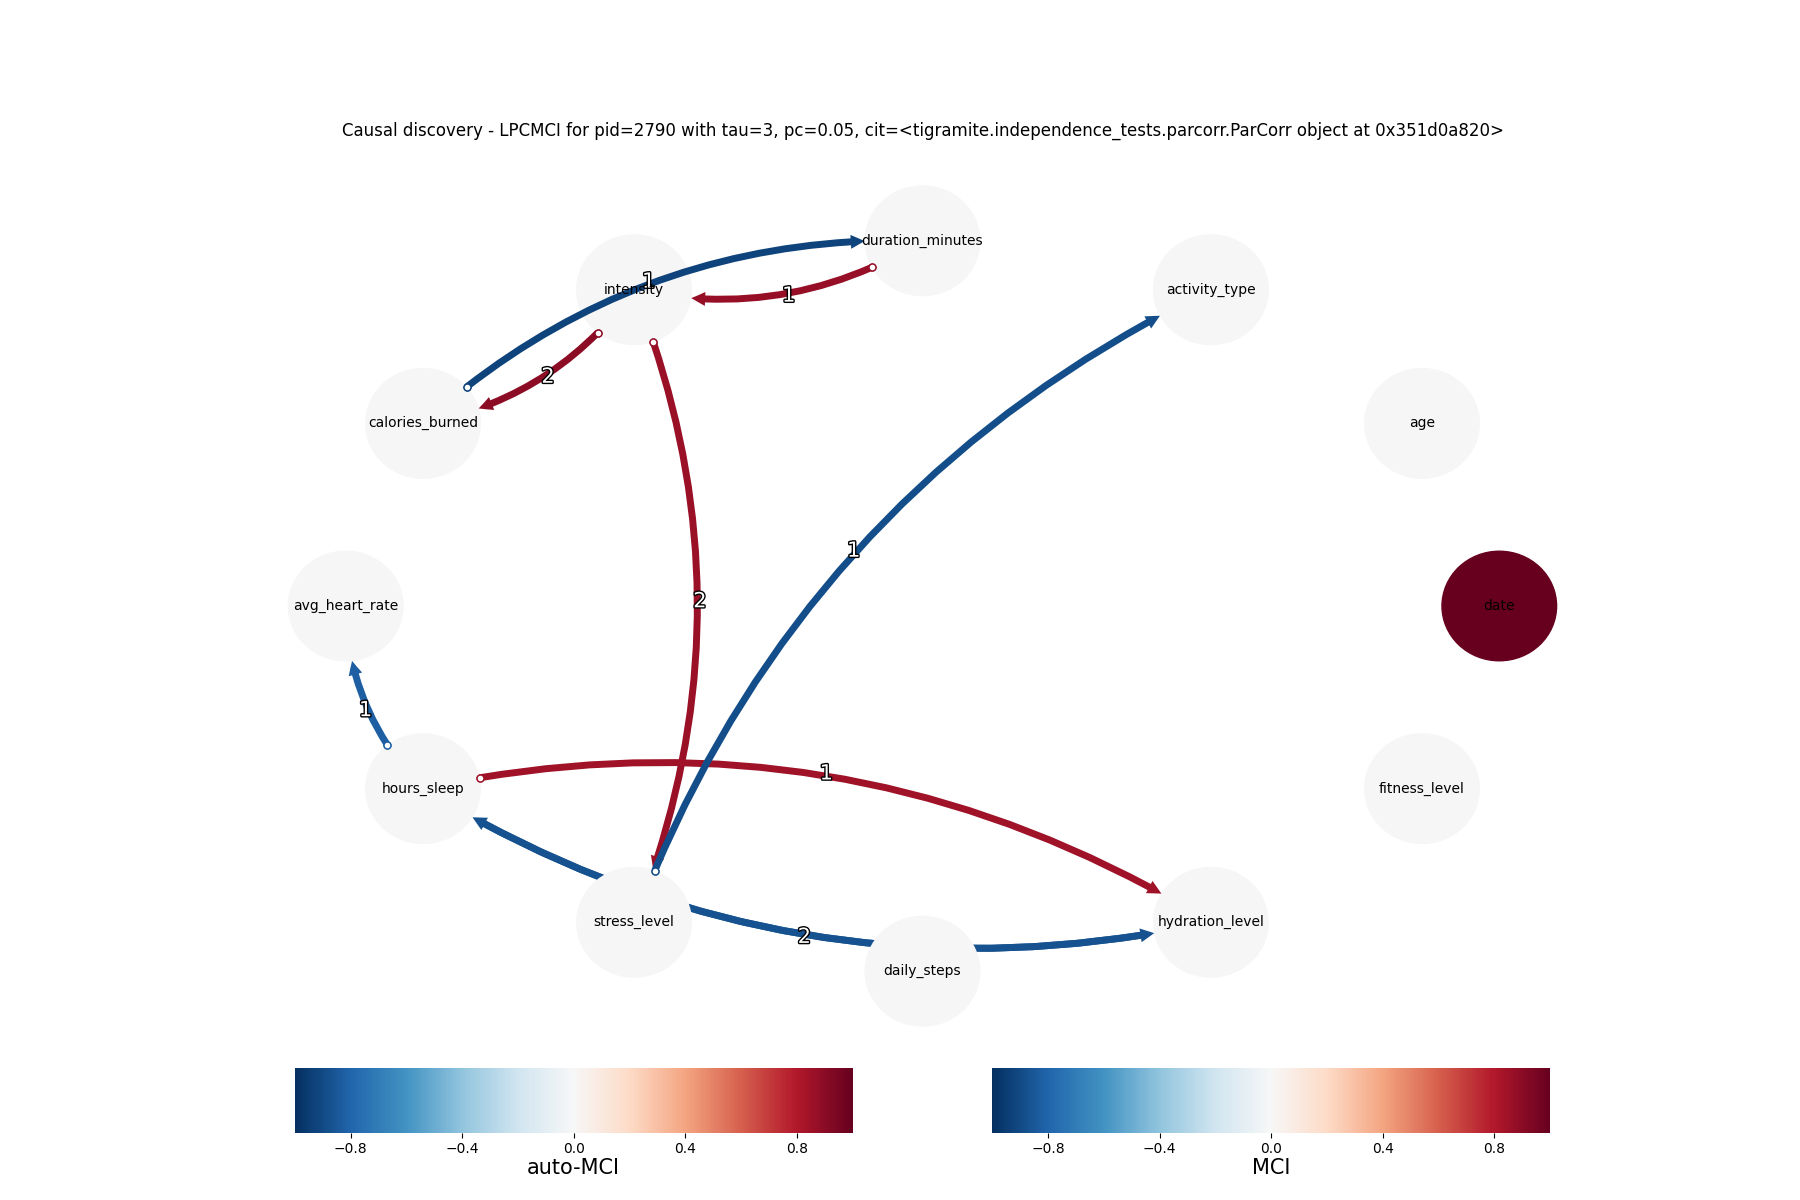 Causal discovery - LPCMCI for pid=2790 with tau=3, pc=0.05, cit=<tigramite.independence_tests.parcorr.ParCorr object at 0x351d0a820>
duration_minutes
1
intensity
activity_type
1
2
calories_burned
age
1
2
avg_heart_rate
date
1
1
hours_sleep
fitness_level
stress_level
hydration_level
2
daily_steps
−0.8 −0.4 0.0 0.4 0.8
auto-MCI
−0.8 −0.4 0.0 0.4 0.8
MCI